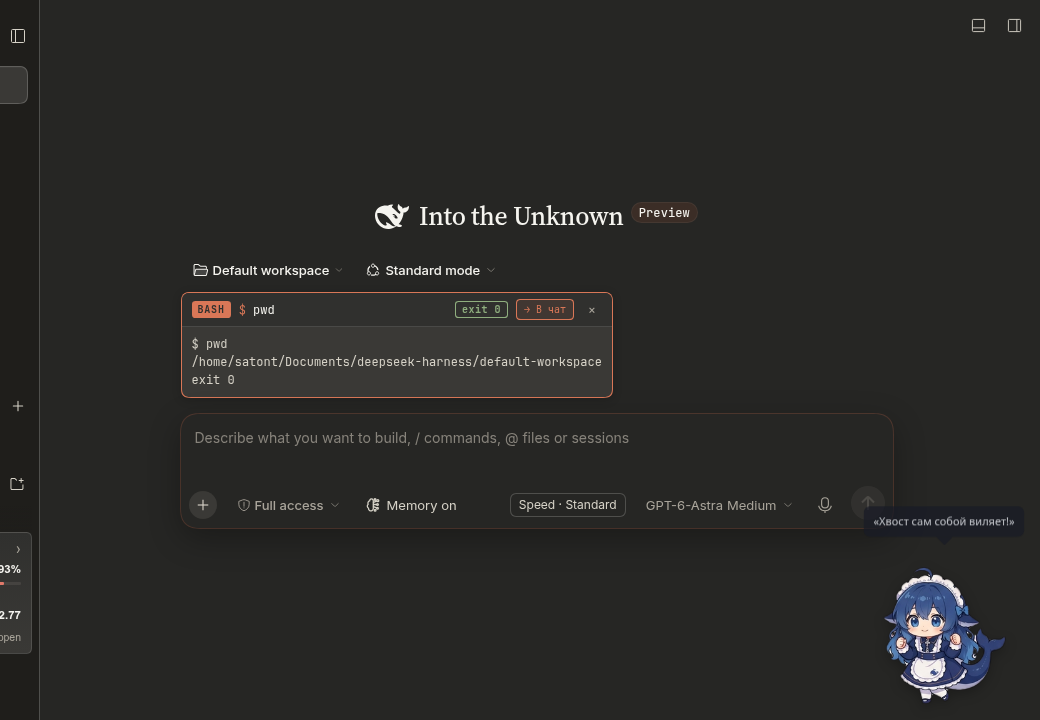 Into the Unknown
Preview
Default workspace
Standard mode
BASH $ pwd
exit 0
→ В чат
×
$ pwd
/home/satont/Documents/deepseek-harness/default-workspace
exit 0
Describe what you want to build, / commands, @ files or sessions
Full access
Memory on
Speed · Standard
GPT-6-Astra Medium
«Хвост сам собой виляет!»
93%
2.77
open